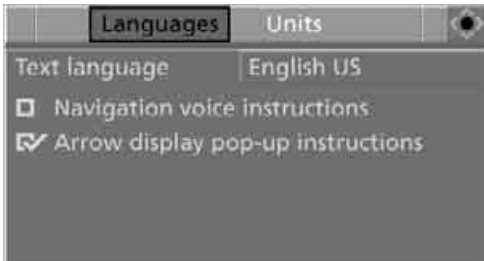 Languages Units
Text language English US
Navigation voice instructions
Arrow display pop-up instructions